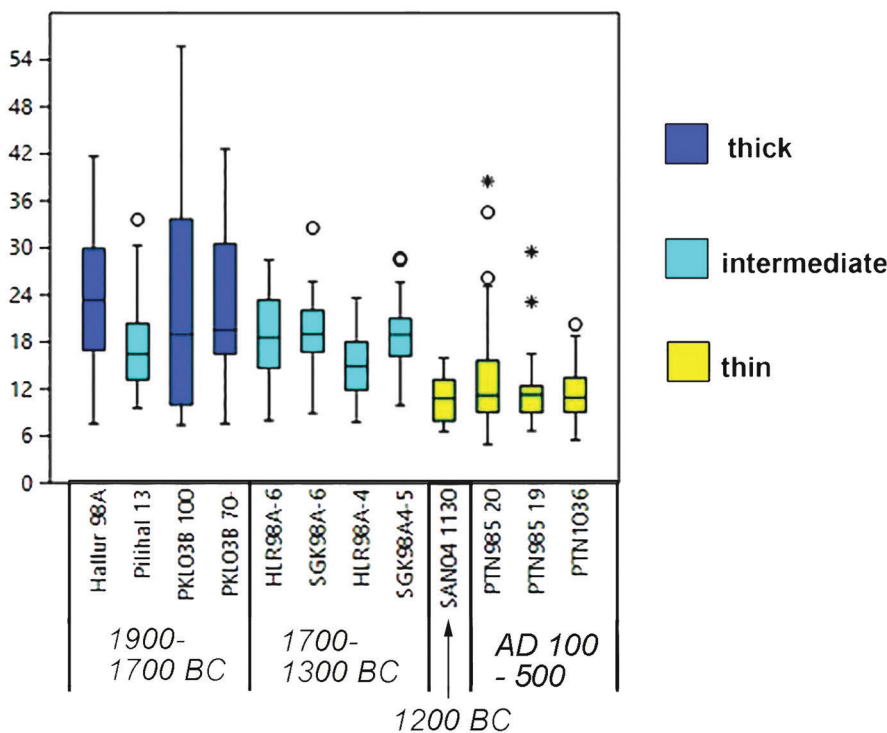 54
48
42
36
30
24
18
12
6
0
thick
intermediate
thin
Hallur 98A
Pilihal 13
PKL03B 100
PKL03B 70-
HLR98A-6
SGK98A-6
HLR98A-4
SGK98A4-5
SAN04 1130
PTN985 20
PTN985 19
PTN1036
1900-
1700 BC
1700-
1300 BC
AD 100
- 500
1200 BC